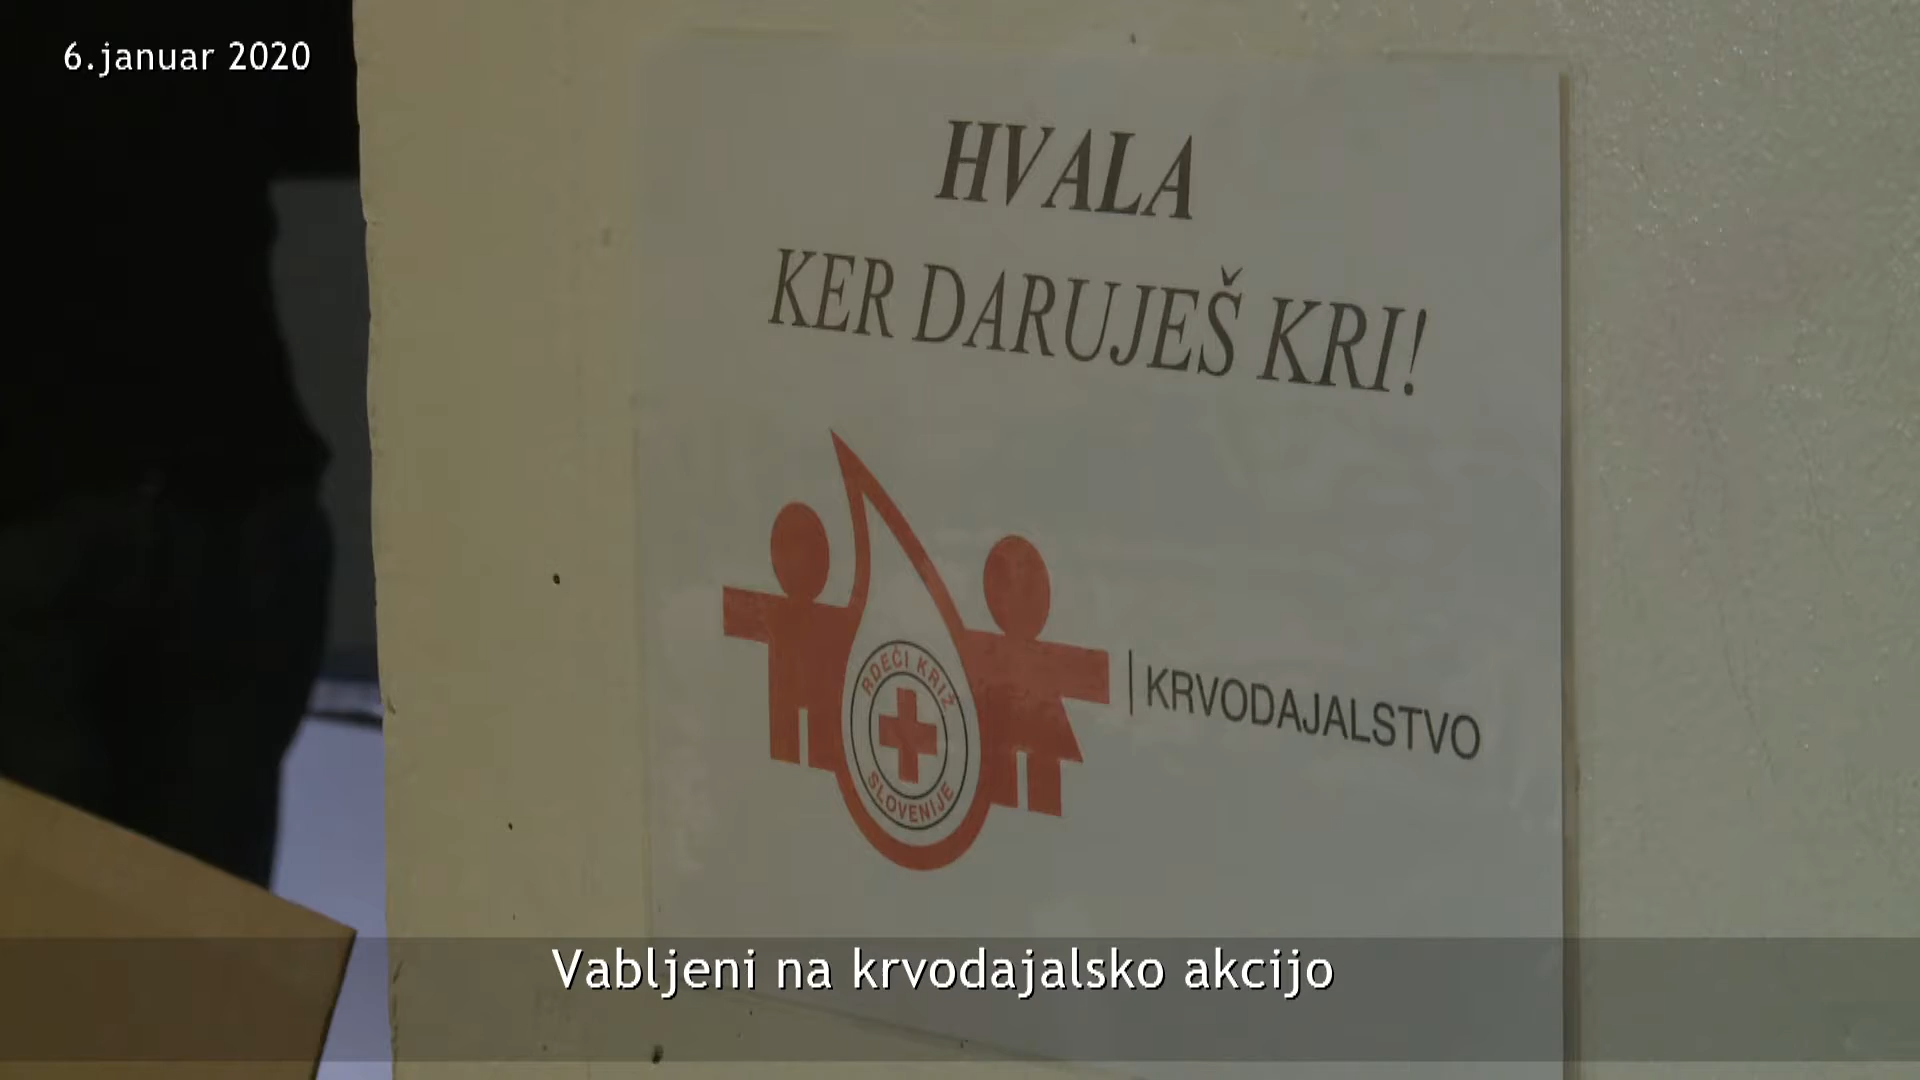 6.januar 2020
HVALA
KER DARUJEŠ KRI!
RDEČI KRIŽ
SLOVENIJE
KRVODAJALSTVO
Vabljeni na krvodajalsko akcijo